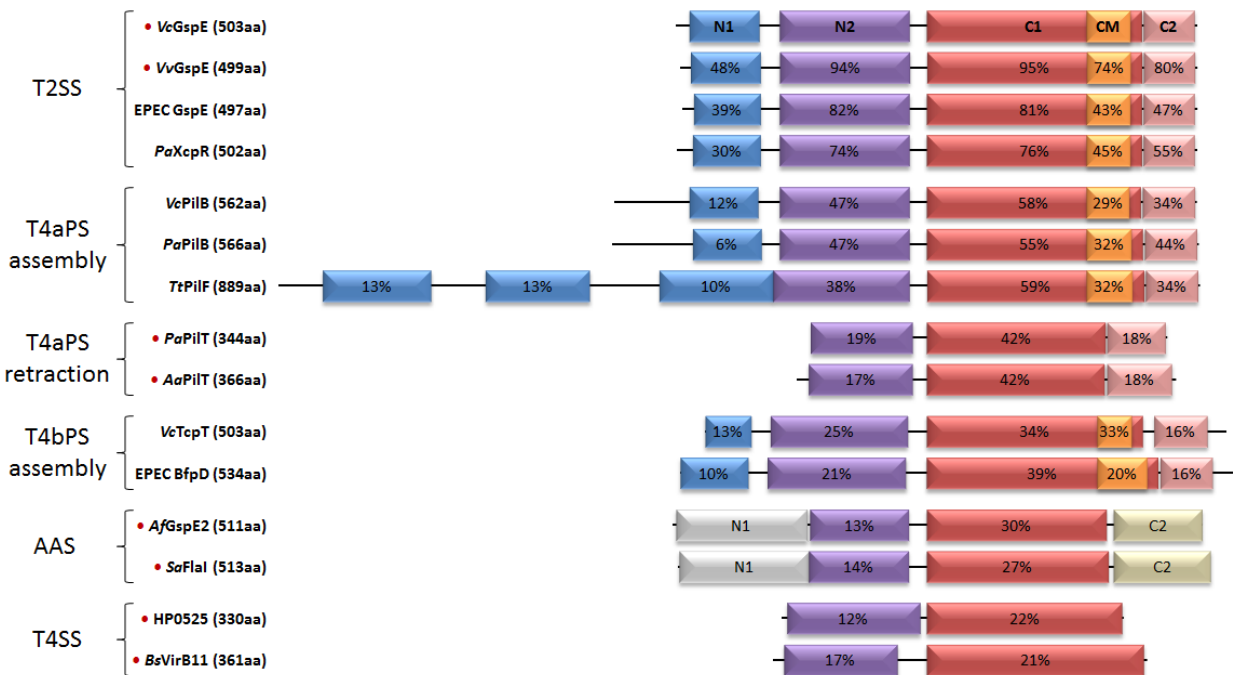 • VcGspE (503aa) N1 N2 C1 CM C2
T2SS
• VvGspE (499aa) 48% 94% 95% 74% 80%
EPEC GspE (497aa) 39% 82% 81% 43% 47%
PaXcpR (502aa) 30% 74% 76% 45% 55%
T4aPS
assembly
VcPilB (562aa) 12% 47% 58% 29% 34%
PaPilB (566aa) 6% 47% 55% 32% 44%
TtPilF (889aa) 13% 13% 10% 38% 59% 32% 34%
T4aPS
retraction
• PaPilT (344aa) 19% 42% 18%
• AaPilT (366aa) 17% 42% 18%
T4bPS
assembly
VcTcpT (503aa) 13% 25% 34% 33% 16%
EPEC BfpD (534aa) 10% 21% 39% 20% 16%
AAS
• AfGspE2 (511aa) N1 13% 30% C2
• SaFlaI (513aa) N1 14% 27% C2
T4SS
• HP0525 (330aa) 12% 22%
• BsVirB11 (361aa) 17% 21%